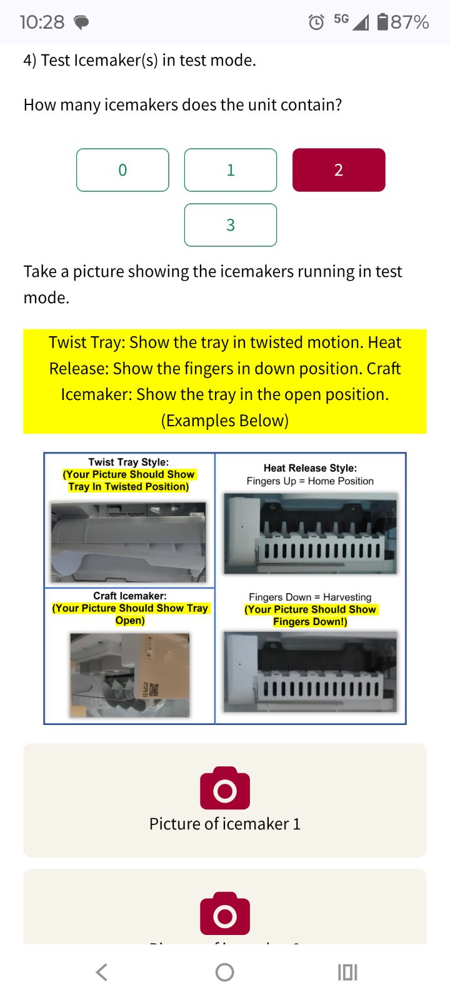 10:28
5G
87%
4) Test Icemaker(s) in test mode.
How many icemakers does the unit contain?
0
1
2
3
Take a picture showing the icemakers running in test
mode.
Twist Tray: Show the tray in twisted motion. Heat
Release: Show the fingers in down position. Craft
Icemaker: Show the tray in the open position.
(Examples Below)
Twist Tray Style:
(Your Picture Should Show
Tray In Twisted Position)
Heat Release Style:
Fingers Up = Home Position
Craft Icemaker:
(Your Picture Should Show Tray
Open)
Fingers Down = Harvesting
(Your Picture Should Show
Fingers Down!)
Picture of icemaker 1